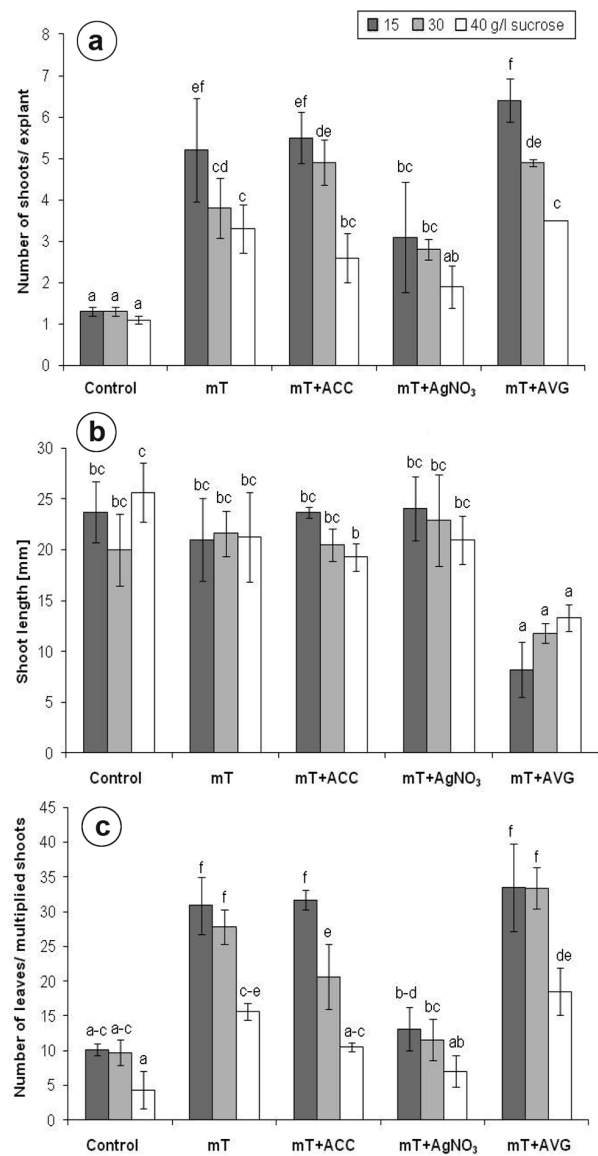 15 30 40 g/l sucrose
a
Number of shoots/ explant
8
7
6
5
4
3
2
1
0
a a a
ef cd c
ef de bc
bc bc ab
f de c
Control mT mT+ACC mT+AgNO₃ mT+AVG
b
Shoot length [mm]
30
25
20
15
10
5
0
bc bc c
bc bc bc
bc bc b
bc bc bc
a a a
Control mT mT+ACC mT+AgNO₃ mT+AVG
c
Number of leaves/ multiplied shoots
45
40
35
30
25
20
15
10
5
0
a-c a-c a
f f c-e
f e a-c
b-d bc ab
f f de
Control mT mT+ACC mT+AgNO₃ mT+AVG